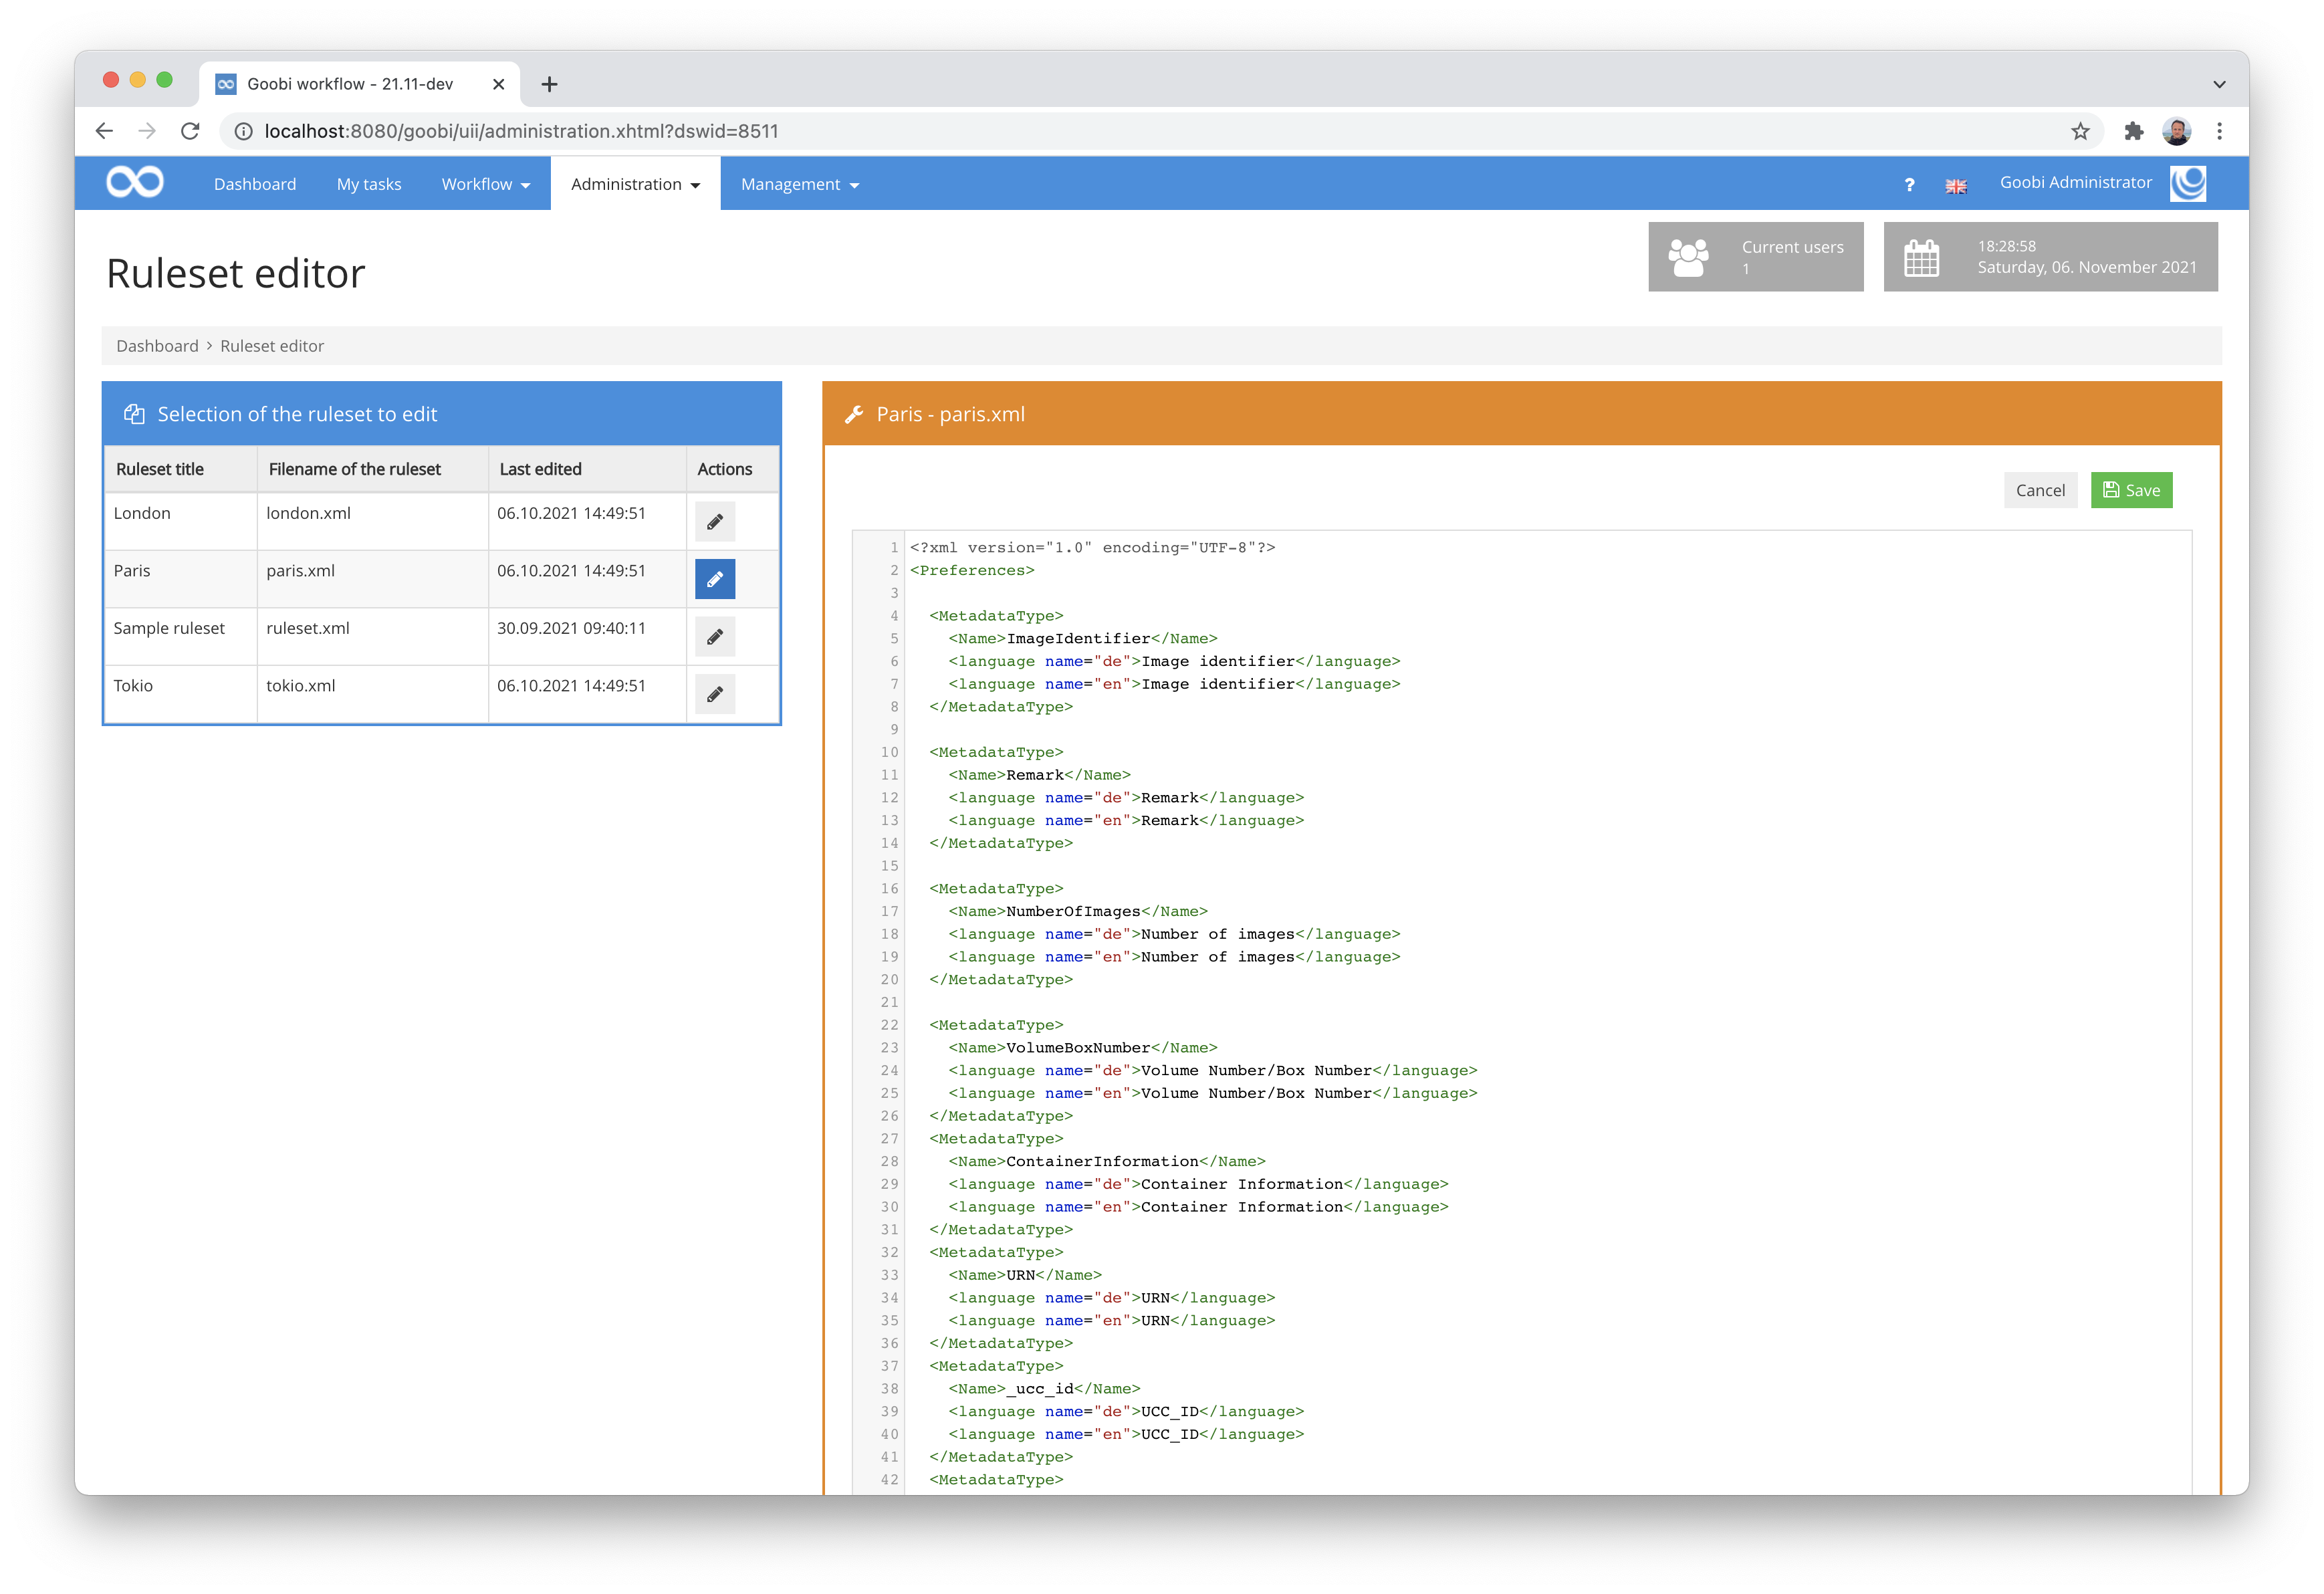 Goobi workflow - 21.11-dev
localhost:8080/goobi/uii/administration.xhtml?dswid=8511
Dashboard My tasks Workflow Administration Management ? Goobi Administrator
Ruleset editor
Current users
1
18:28:58
Saturday, 06. November 2021
Dashboard > Ruleset editor
Selection of the ruleset to edit
Ruleset title Filename of the ruleset Last edited Actions
London london.xml 06.10.2021 14:49:51
Paris paris.xml 06.10.2021 14:49:51
Sample ruleset ruleset.xml 30.09.2021 09:40:11
Tokio tokio.xml 06.10.2021 14:49:51
Paris - paris.xml
Cancel Save
1 <?xml version="1.0" encoding="UTF-8"?>
2 <Preferences>
3
4 <MetadataType>
5 <Name>ImageIdentifier</Name>
6 <language name="de">Image identifier</language>
7 <language name="en">Image identifier</language>
8 </MetadataType>
9
10 <MetadataType>
11 <Name>Remark</Name>
12 <language name="de">Remark</language>
13 <language name="en">Remark</language>
14 </MetadataType>
15
16 <MetadataType>
17 <Name>NumberOfImages</Name>
18 <language name="de">Number of images</language>
19 <language name="en">Number of images</language>
20 </MetadataType>
21
22 <MetadataType>
23 <Name>VolumeBoxNumber</Name>
24 <language name="de">Volume Number/Box Number</language>
25 <language name="en">Volume Number/Box Number</language>
26 </MetadataType>
27 <MetadataType>
28 <Name>ContainerInformation</Name>
29 <language name="de">Container Information</language>
30 <language name="en">Container Information</language>
31 </MetadataType>
32 <MetadataType>
33 <Name>URN</Name>
34 <language name="de">URN</language>
35 <language name="en">URN</language>
36 </MetadataType>
37 <MetadataType>
38 <Name>_ucc_id</Name>
39 <language name="de">UCC_ID</language>
40 <language name="en">UCC_ID</language>
41 </MetadataType>
42 <MetadataType>